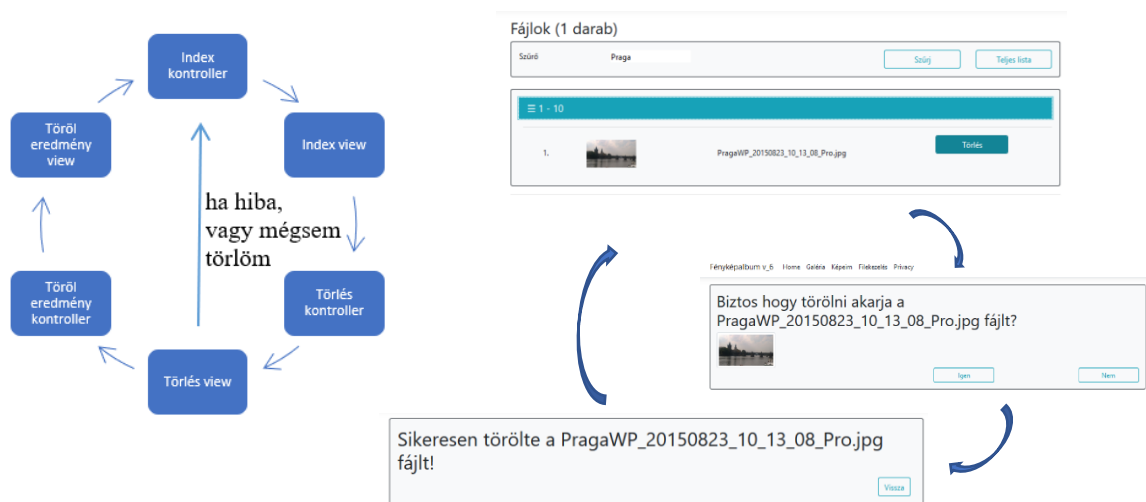 Index
kontroller
Index view
Törlés
kontroller
Törlés view
Töröl
eredmény
kontroller
Töröl
eredmény
view
ha hiba,
vagy mégsem
törlöm
Fájlok (1 darab)
Szűrő Praga Szűrj Teljes lista
☰ 1 - 10
1. PragaWP_20150823_10_13_08_Pro.jpg Törlés
Fényképalbum v_6 Home Galéria Képeim Filekezelés Privacy
Biztos hogy törölni akarja a
PragaWP_20150823_10_13_08_Pro.jpg fájlt?
Igen Nem
Sikeresen törölte a PragaWP_20150823_10_13_08_Pro.jpg
fájlt!
Vissza